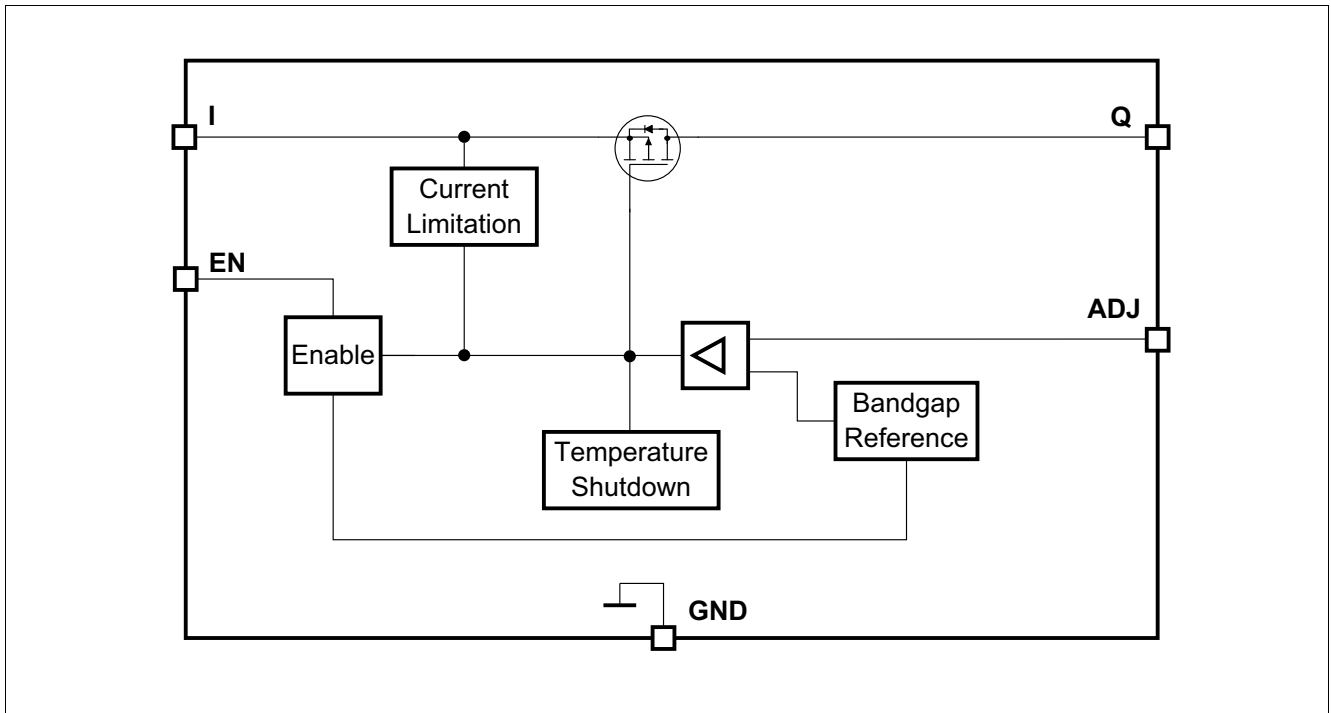 I
Q
Current
Limitation
EN
ADJ
Enable
Bandgap
Reference
Temperature
Shutdown
GND